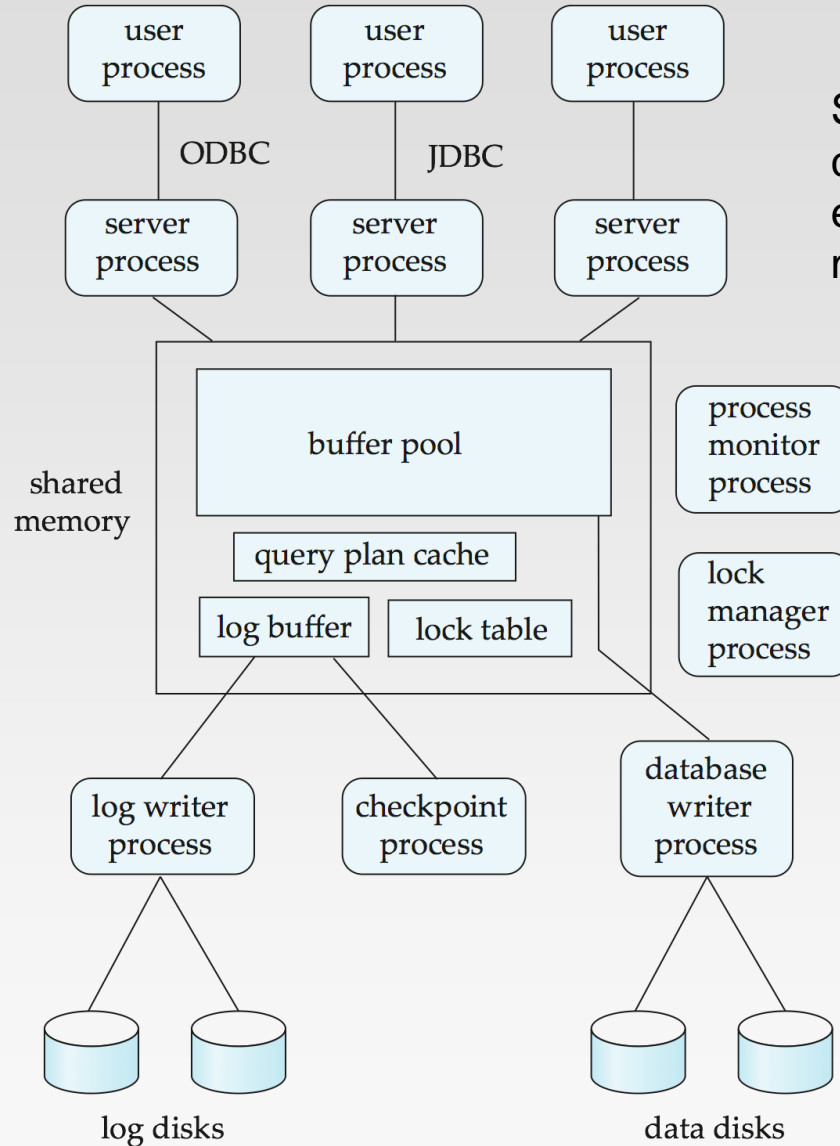 user
process
user
process
user
process
ODBC
JDBC
server
process
server
process
server
process
shared
memory
buffer pool
query plan cache
log buffer
lock table
process
monitor
process
lock
manager
process
log writer
process
checkpoint
process
database
writer
process
log disks
data disks